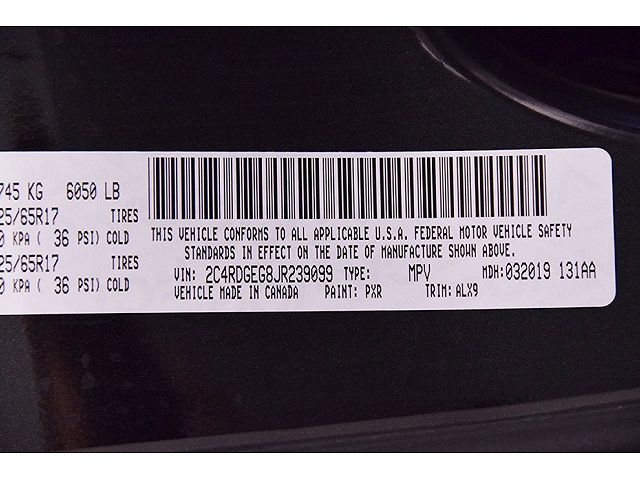 745 KG 6050 LB
25/65R17 TIRES
0 KPA ( 36 PSI) COLD
25/65R17 TIRES
0 KPA ( 36 PSI) COLD
THIS VEHICLE CONFORMS TO ALL APPLICABLE U.S.A. FEDERAL MOTOR VEHICLE SAFETY
STANDARDS IN EFFECT ON THE DATE OF MANUFACTURE SHOWN ABOVE.
VIN: 2C4RDGEG8JR239099 TYPE: MPV MDH: 032019 131AA
VEHICLE MADE IN CANADA PAINT: PXR TRIM: ALX9